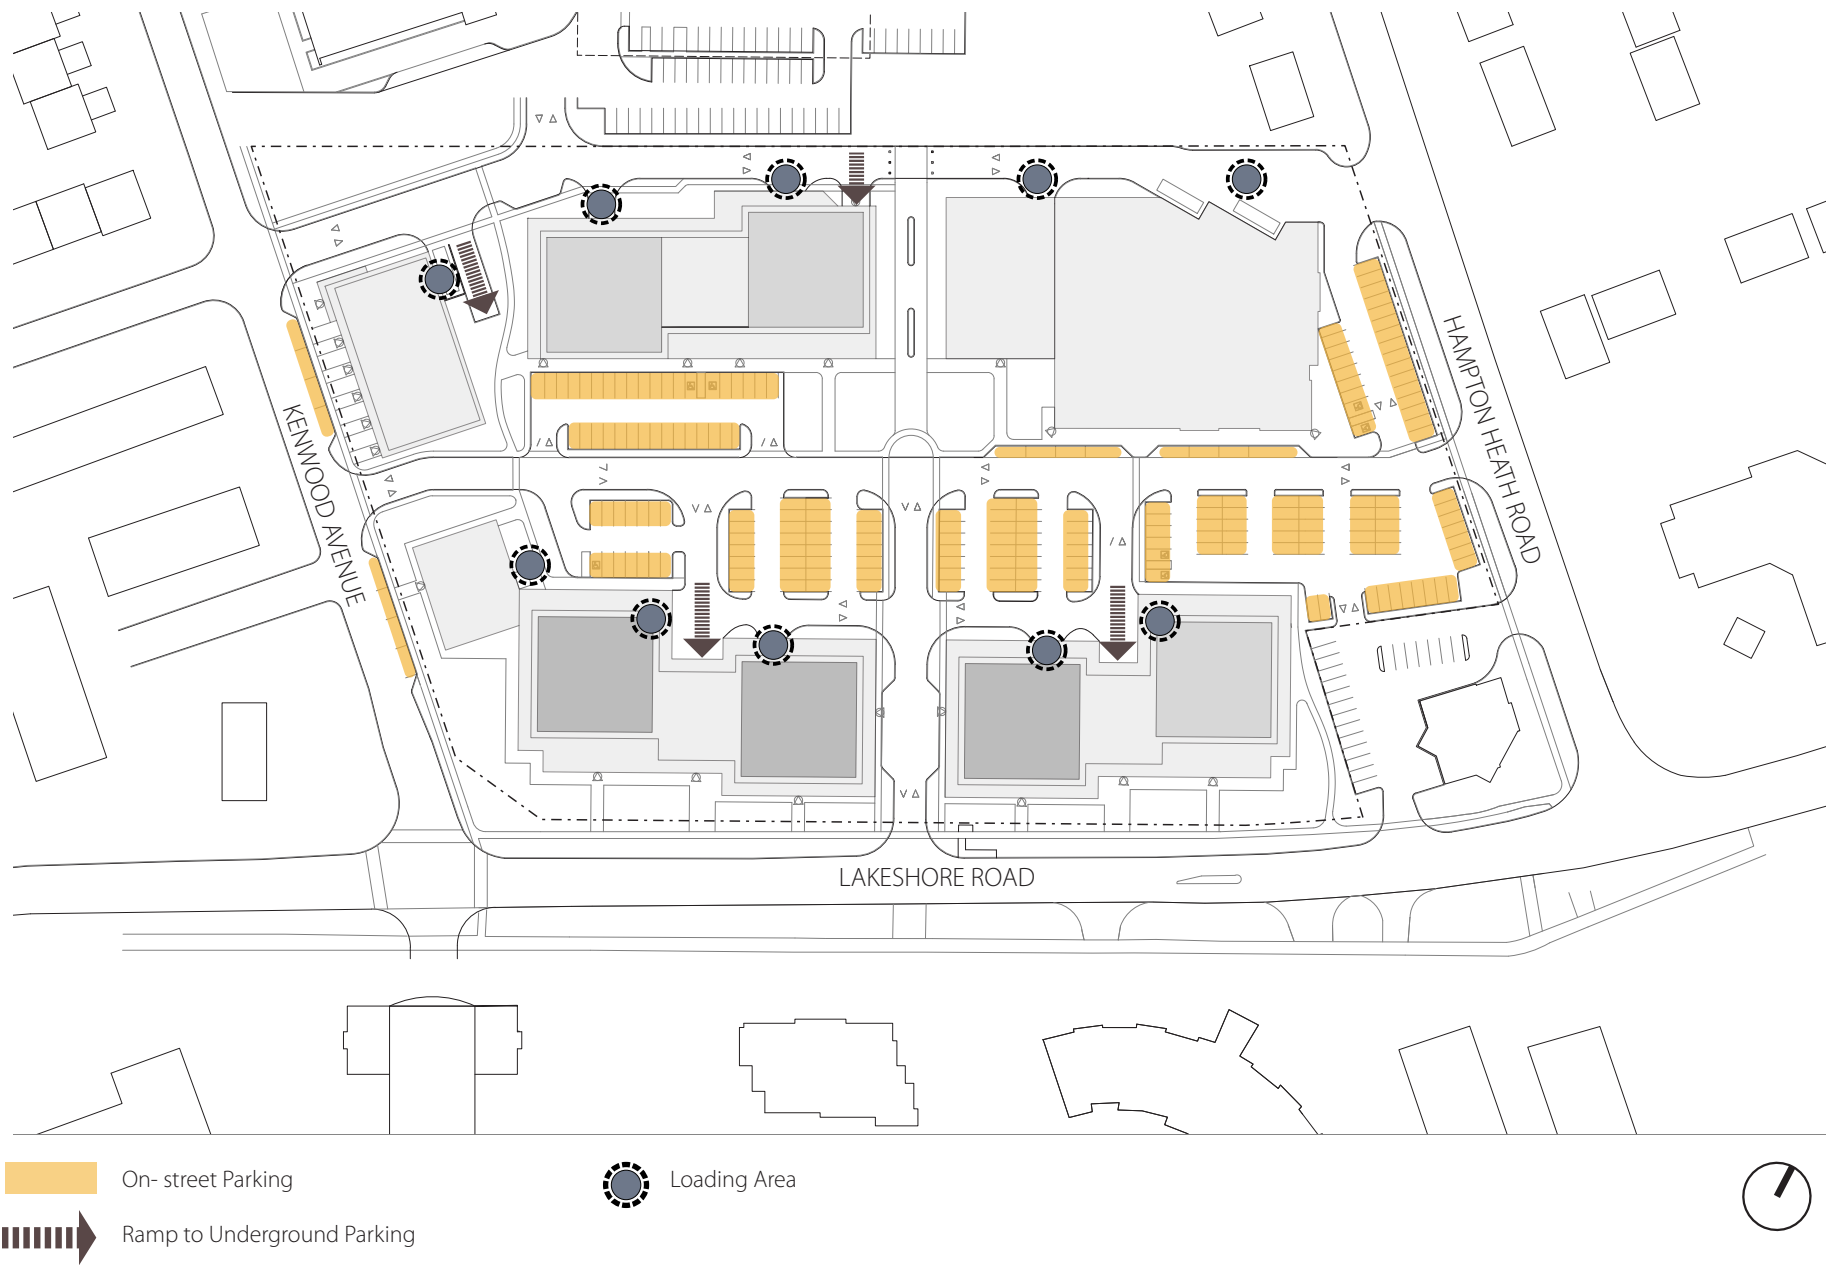 KENWOOD AVENUE
HAMPTON HEATH ROAD
LAKESHORE ROAD
On- street Parking
Loading Area
Ramp to Underground Parking